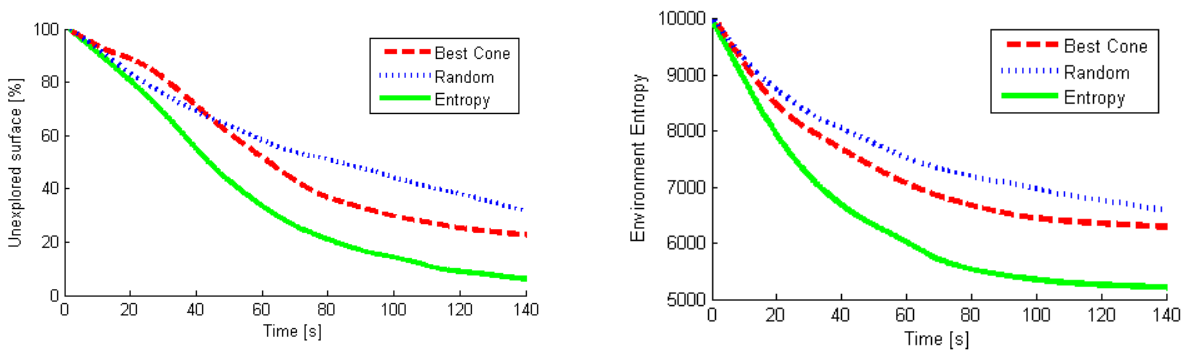 100
80
60
40
20
0
Unexplored surface [%]
Best Cone
Random
Entropy
0 20 40 60 80 100 120 140
Time [s]
10000
9000
8000
7000
6000
5000
Environment Entropy
Best Cone
Random
Entropy
0 20 40 60 80 100 120 140
Time [s]